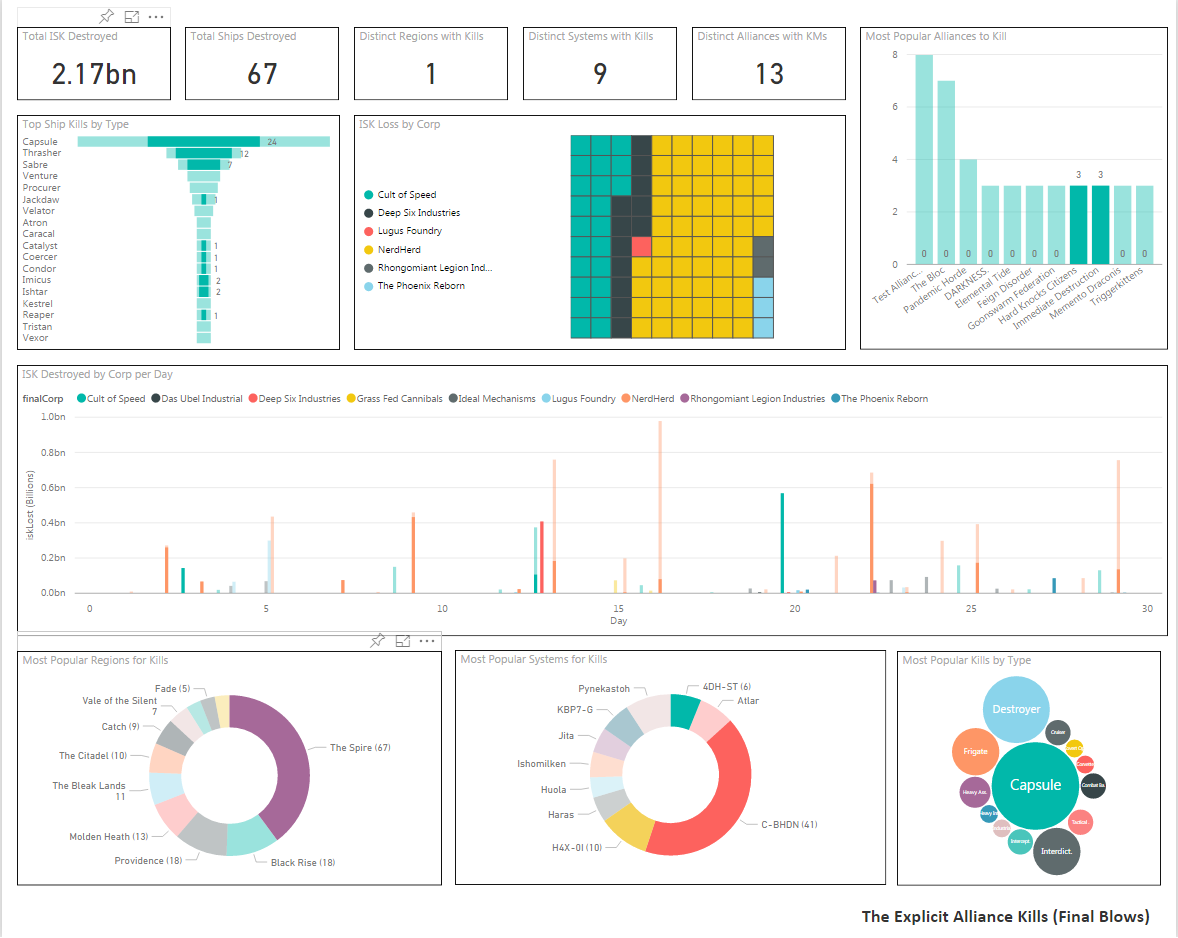 Total ISK Destroyed
2.17bn
Total Ships Destroyed
67
Distinct Regions with Kills
1
Distinct Systems with Kills
9
Distinct Alliances with KMs
13
Most Popular Alliances to Kill
8
6
4
2
0
3
3
0
0
0
0
0
0
0
0
0
Test Allianc...
The Bloc
Pandemic Horde
DARKNESS.
Elemental Tide
Feign Disorder
Goonswarm Federation
Hard Knocks Citizens
Immediate Destruction
Memento Draconis
Triggerkittens
Top Ship Kills by Type
Capsule 24
Thrasher 12
Sabre 7
Venture
Procurer
Jackdaw 1
Velator
Atron
Caracal
Catalyst 1
Coercer 1
Condor 1
Imicus 2
Ishtar 2
Kestrel
Reaper 1
Tristan
Vexor
ISK Loss by Corp
Cult of Speed
Deep Six Industries
Lugus Foundry
NerdHerd
Rhongomiant Legion Ind...
The Phoenix Reborn
ISK Destroyed by Corp per Day
finalCorp Cult of Speed Das Ubel Industrial Deep Six Industries Grass Fed Cannibals Ideal Mechanisms Lugus Foundry NerdHerd Rhongomiant Legion Industries The Phoenix Reborn
iskLost (Billions)
1.0bn
0.8bn
0.6bn
0.4bn
0.2bn
0.0bn
0 5 10 15 20 25 30
Day
Most Popular Regions for Kills
Fade (5)
Vale of the Silent
7
Catch (9)
The Citadel (10)
The Bleak Lands
11
Molden Heath (13)
Providence (18)
Black Rise (18)
The Spire (67)
Most Popular Systems for Kills
Pynekastoh
KBP7-G
Jita
Ishomilken
Huola
Haras
H4X-0I (10)
4DH-ST (6)
Atlar
C-BHDN (41)
Most Popular Kills by Type
Destroyer
Cruiser
Frigate
Capsule
Heavy Ass.
Combat Ba.
Tactical .
Intercept.
Interdict.
The Explicit Alliance Kills (Final Blows)